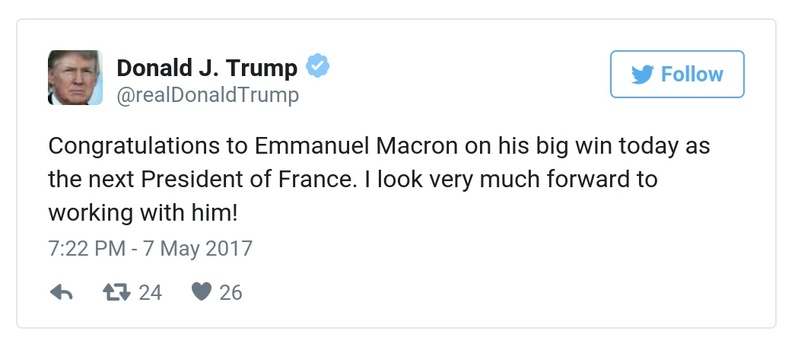 Donald J. Trump
@realDonaldTrump
Follow
Congratulations to Emmanuel Macron on his big win today as
the next President of France. I look very much forward to
working with him!
7:22 PM - 7 May 2017
24 26